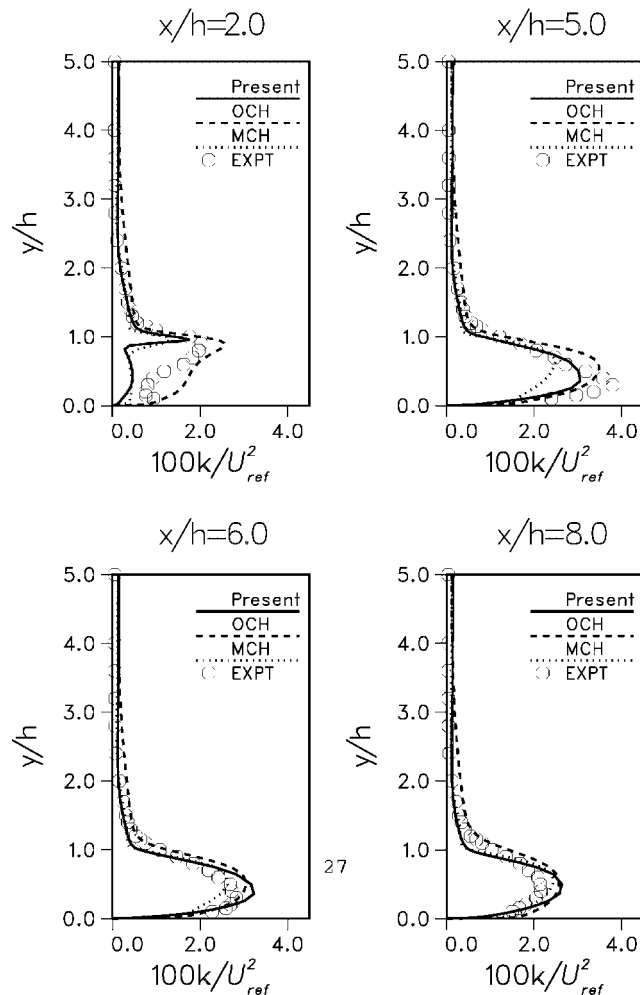 x/h=2.0
5.0
4.0
3.0
2.0
1.0
0.0
y/h
Present
OCH
MCH
EXPT
0.0 2.0 4.0
100k/U²ref
x/h=5.0
5.0
4.0
3.0
2.0
1.0
0.0
y/h
Present
OCH
MCH
EXPT
0.0 2.0 4.0
100k/U²ref
x/h=6.0
5.0
4.0
3.0
2.0
1.0
0.0
y/h
Present
OCH
MCH
EXPT
0.0 2.0 4.0
100k/U²ref
27
x/h=8.0
5.0
4.0
3.0
2.0
1.0
0.0
y/h
Present
OCH
MCH
EXPT
0.0 2.0 4.0
100k/U²ref